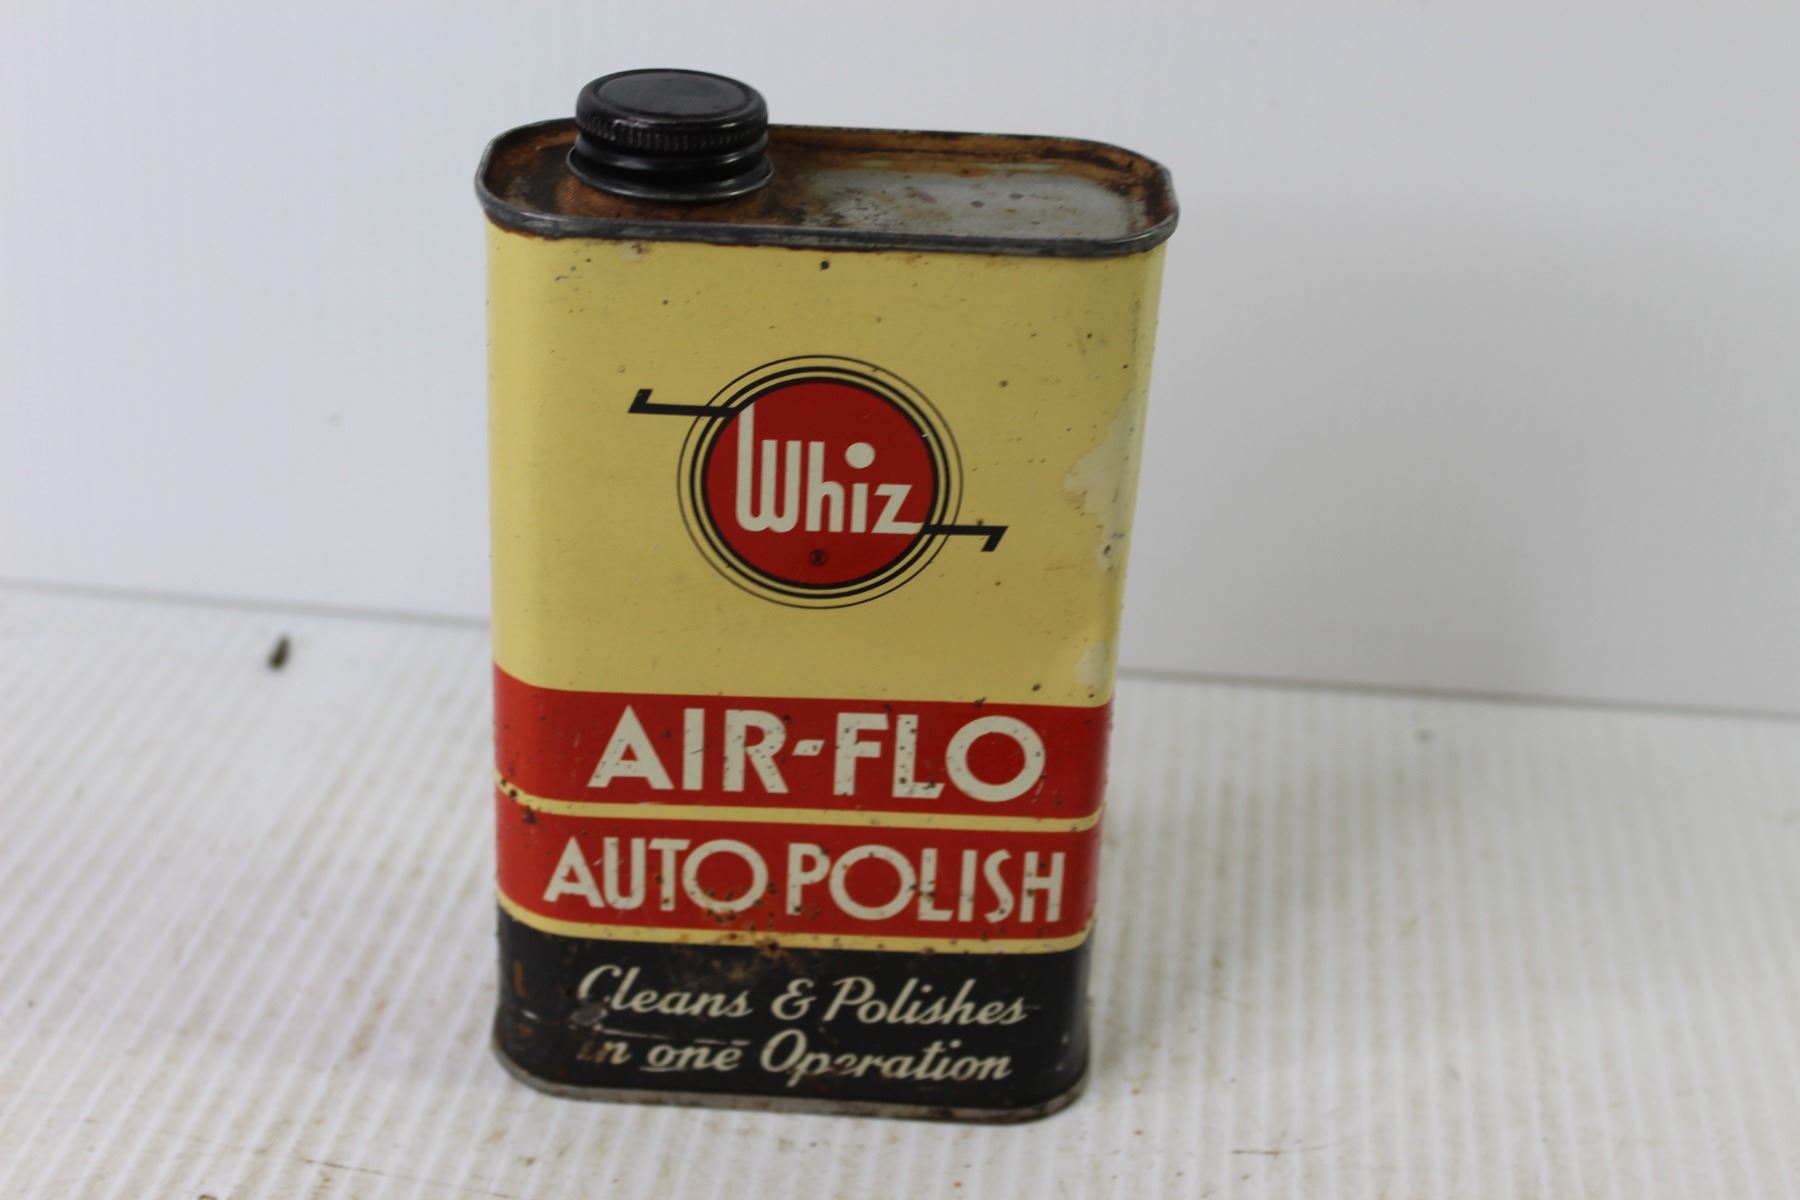 Whiz
®
AIR-FLO
AUTO POLISH
Cleans & Polishes
in one Operation